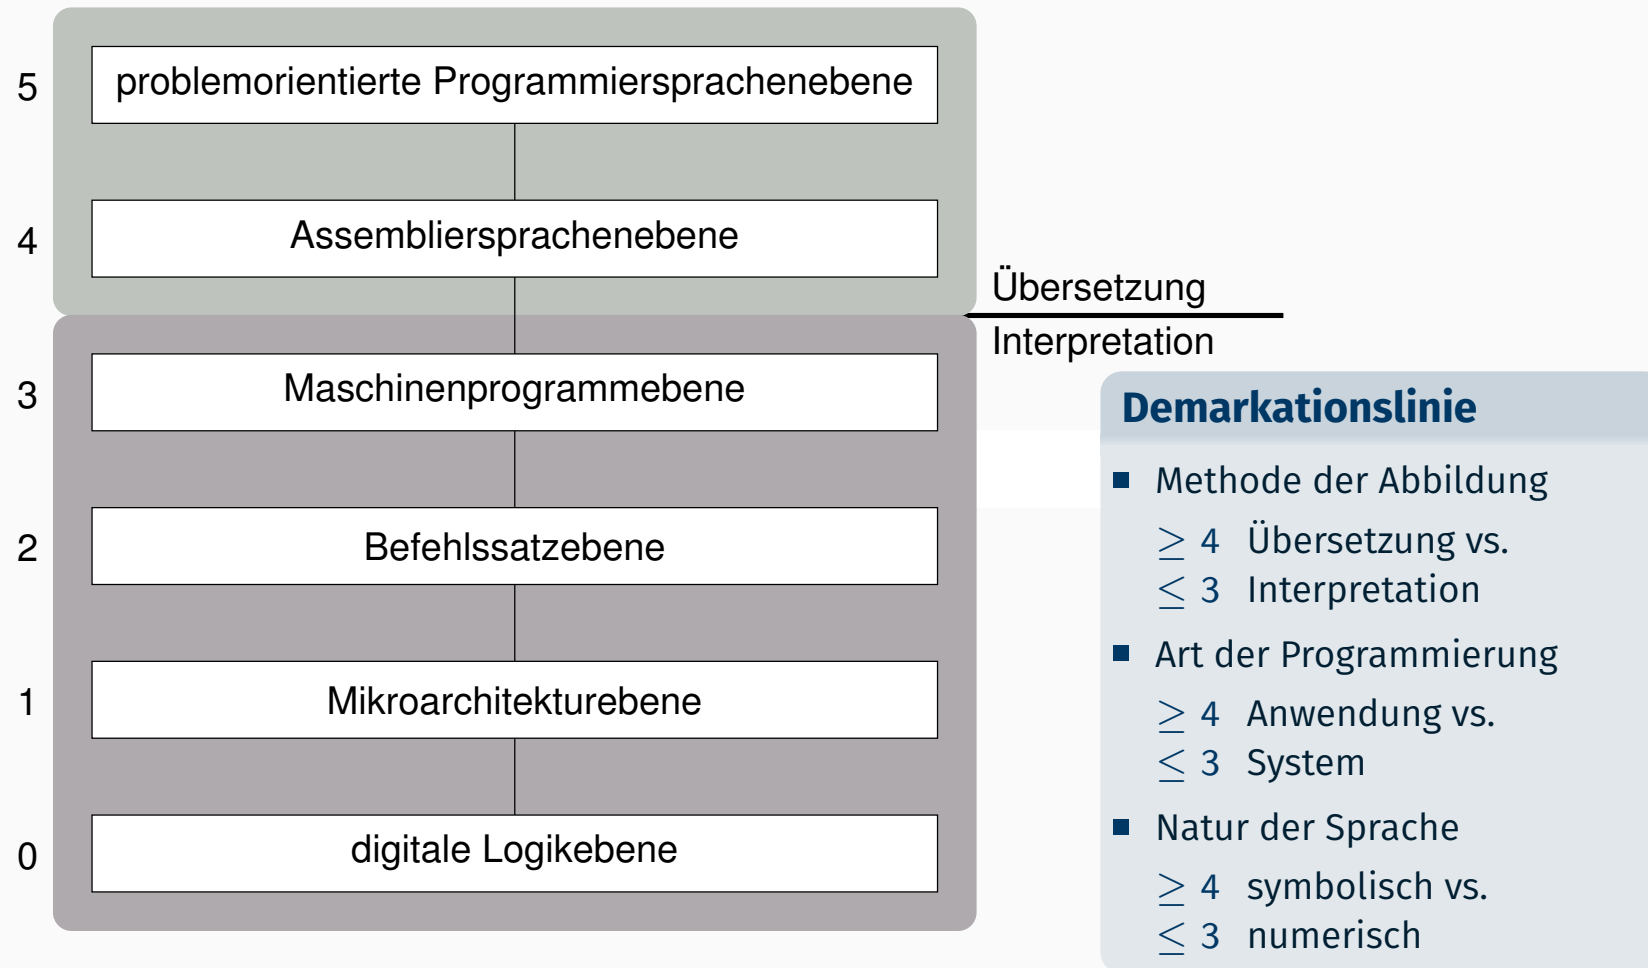 5 problemorientierte Programmiersprachenebene
4 Assembliersprachenebene
Übersetzung
Interpretation
3 Maschinenprogrammebene
2 Befehlssatzebene
1 Mikroarchitekturebene
0 digitale Logikebene
Demarkationslinie
■ Methode der Abbildung
≥ 4 Übersetzung vs.
≤ 3 Interpretation
■ Art der Programmierung
≥ 4 Anwendung vs.
≤ 3 System
■ Natur der Sprache
≥ 4 symbolisch vs.
≤ 3 numerisch